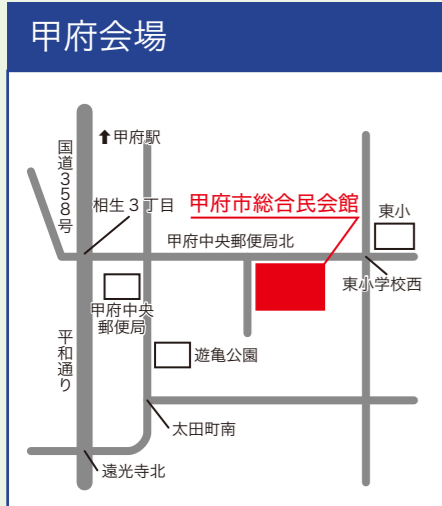 甲府会場
国道358号
⬆甲府駅
相生3丁目
甲府市総合民会館
東小
甲府中央郵便局北
東小学校西
甲府中央
郵便局
平和通り
遊亀公園
太田町南
遠光寺北